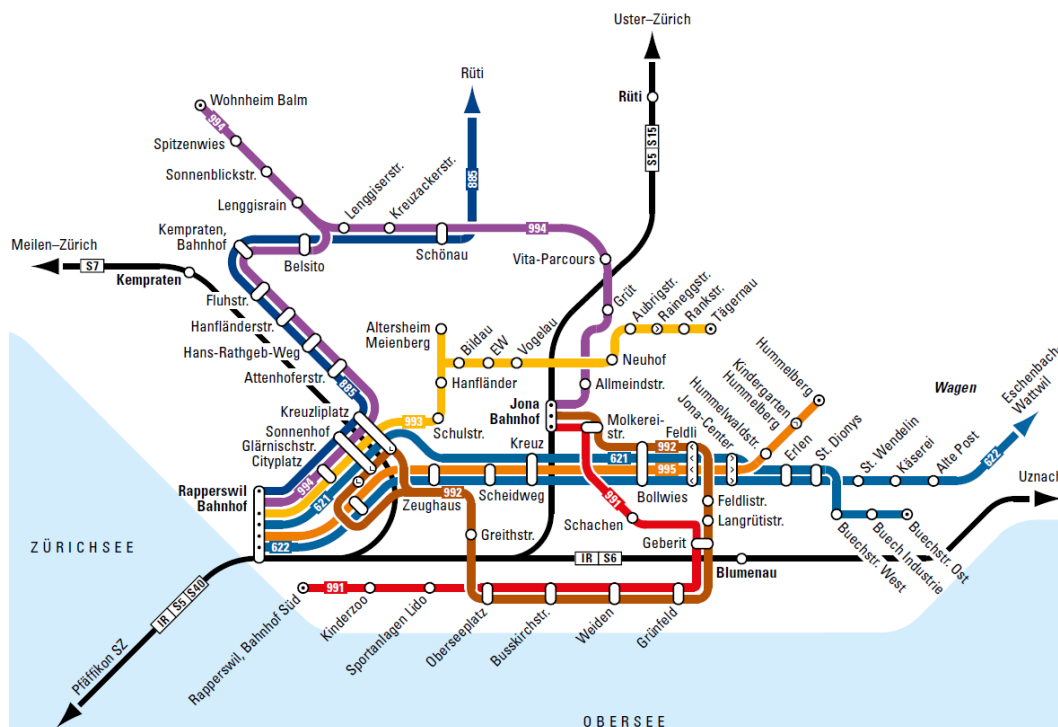 Uster–Zürich
Rüti
Rüti
S5 S15
Wohnheim Balm
994
Spitzenwies
Sonnenblickstr.
Lenggisrain
Lenggiserstr.
Kreuzackerstr.
885
Kempraten,
Bahnhof
Belsito
Schönau
994
Meilen–Zürich
S7
Kempraten
Vita-Parcours
Grüt
Fluhstr.
Hanfländerstr.
Hans-Rathgeb-Weg
Attenhoferstr.
885
Altersheim
Meienberg
Bildau
EW
Vogelau
Neuhof
Aubrigstr.
Raineggstr.
Rankstr.
Tägernau
Hanfländer
Allmeindstr.
Schulstr.
993
Kreuzliplatz
Sonnenhof
Glärnischstr.
Cityplatz
994
621
Rapperswil
Bahnhof
622
Jona
Bahnhof
Kreuz
Molkerei-
str.
Feldli
992
621
995
Jona-Center
Hummelwaldstr.
Hummelberg
Kindergarten
Hummelberg
Erlen
St. Dionys
St. Wendelin
Käserei
Alte Post
Wagen
Eschenbach
Wattwil
622
Uznach
Zeughaus
992
Scheidweg
Bollwies
991
Greithstr.
Schachen
Feldlistr.
Langrütistr.
Geberit
Buechstr. West
Buech Industrie
Buechstr. Ost
IR S6
Blumenau
ZÜRICHSEE
IR S5 S40
Pfäffikon SZ
991
Rapperswil, Bahnhof Süd
Kinderzoo
Sportanlagen Lido
Oberseeplatz
Busskirchstr.
Weiden
Grünfeld
OBERSEE